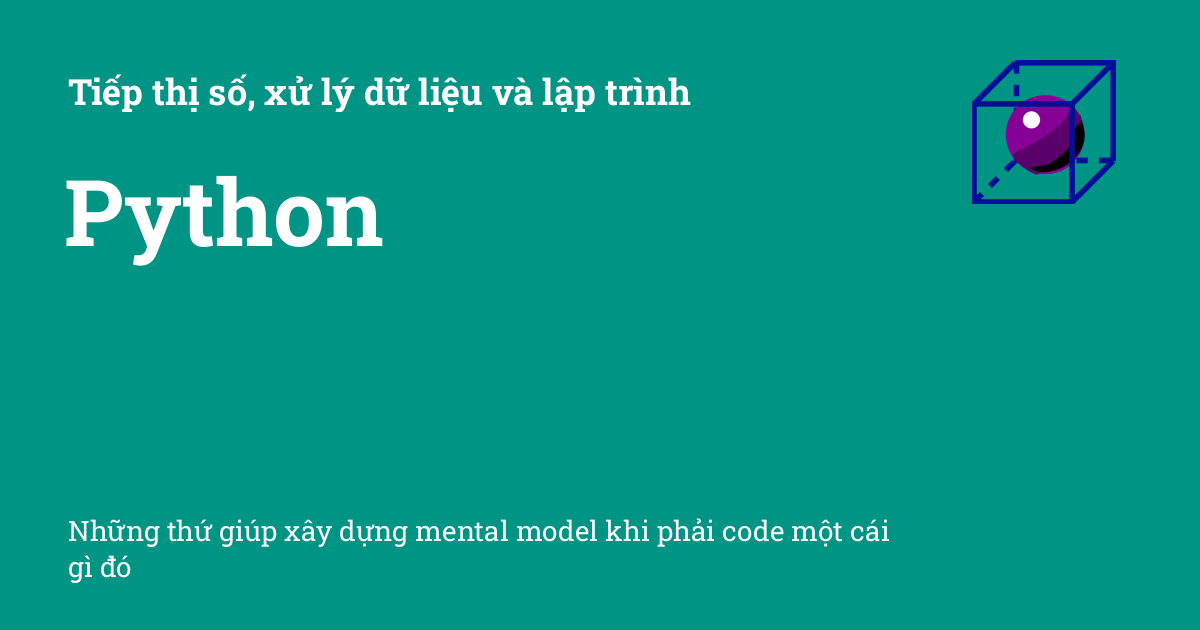 Tiếp thị số, xử lý dữ liệu và lập trình
Python
Những thứ giúp xây dựng mental model khi phải code một cái
gì đó